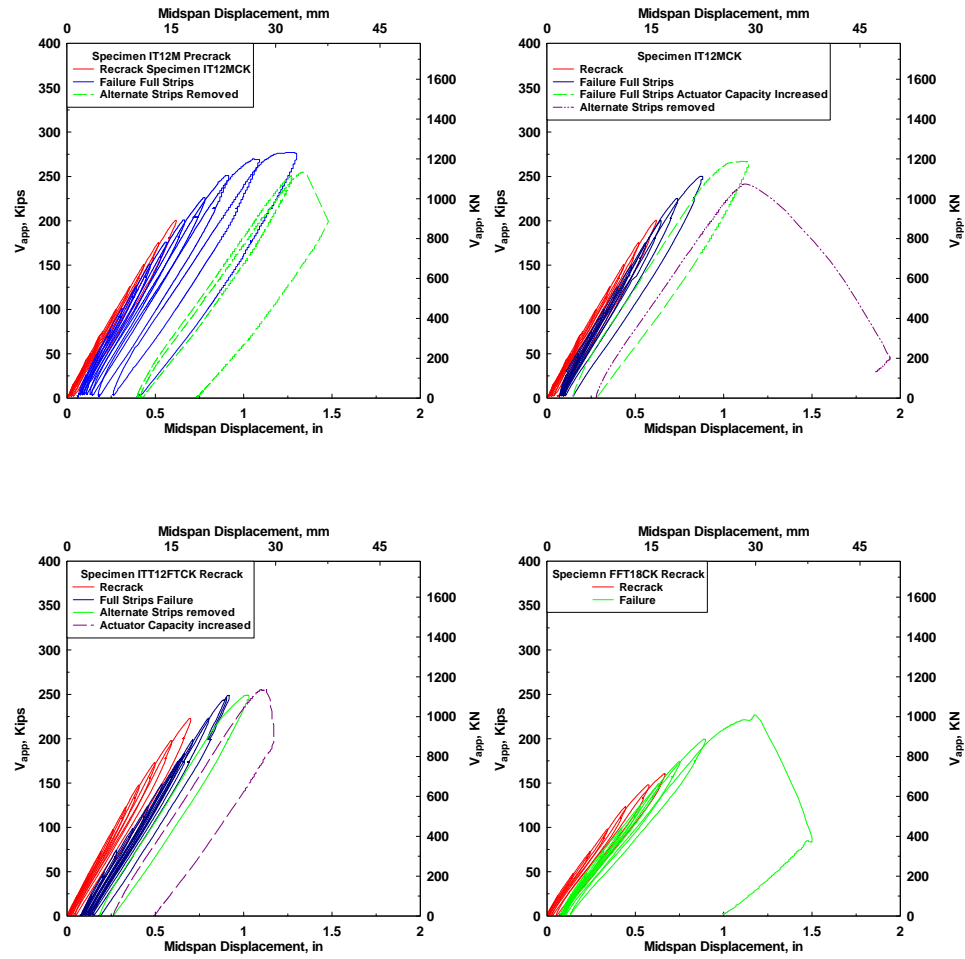 Midspan Displacement, mm
0 15 30 45
Specimen IT12M Precrack
Recrack Specimen IT12MCK
Failure Full Strips
Alternate Strips Removed
V_app, Kips
400
350
300
250
200
150
100
50
0
V_app, KN
1600
1400
1200
1000
800
600
400
200
0
0 0.5 1 1.5 2
Midspan Displacement, in
Midspan Displacement, mm
0 15 30 45
Specimen IT12MCK
Recrack
Failure Full Strips
Failure Full Strips Actuator Capacity Increased
Alternate Strips removed
V_app, Kips
400
350
300
250
200
150
100
50
0
V_app, KN
1600
1400
1200
1000
800
600
400
200
0
0 0.5 1 1.5 2
Midspan Displacement, in
Midspan Displacement, mm
0 15 30 45
Specimen ITT12FTCK Recrack
Recrack
Full Strips Failure
Alternate Strips removed
Actuator Capacity increased
V_app, Kips
400
350
300
250
200
150
100
50
0
V_app, KN
1600
1400
1200
1000
800
600
400
200
0
0 0.5 1 1.5 2
Midspan Displacement, in
Midspan Displacement, mm
0 15 30 45
Speciemn FFT18CK Recrack
Recrack
Failure
V_app, Kips
400
350
300
250
200
150
100
50
0
V_app, KN
1600
1400
1200
1000
800
600
400
200
0
0 0.5 1 1.5 2
Midspan Displacement, in